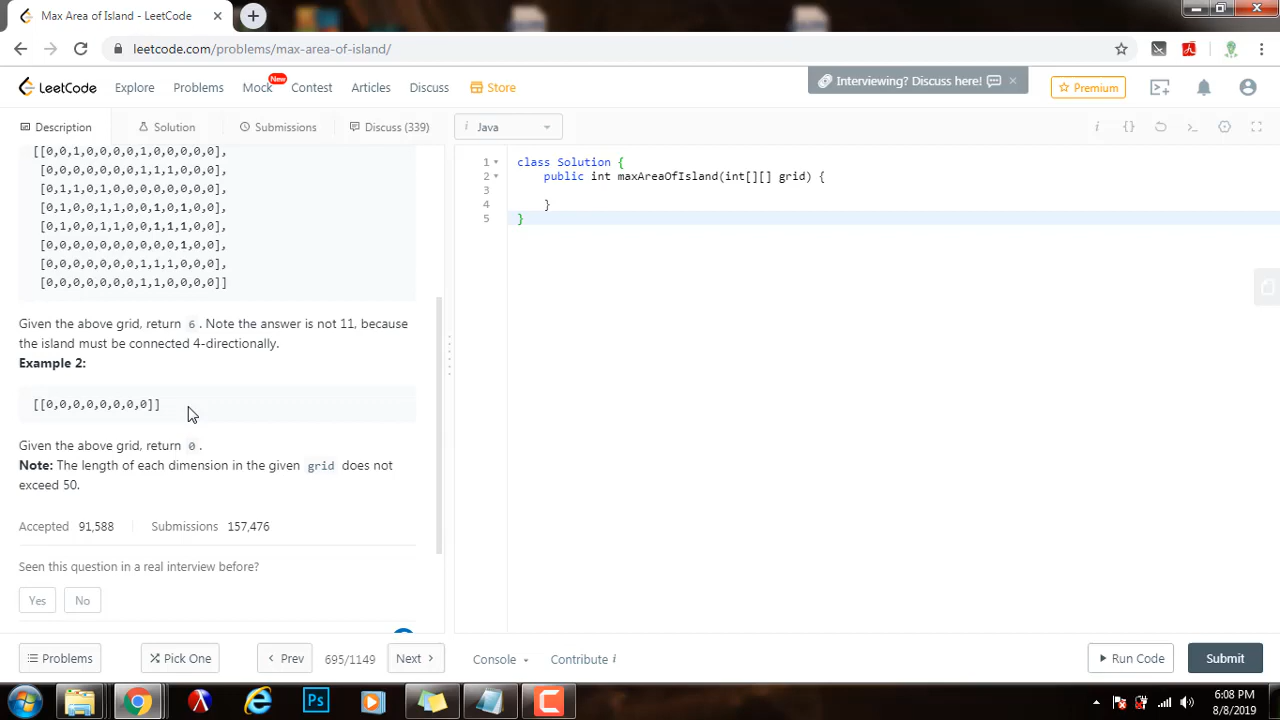 Max Area of Island - LeetCode
leetcode.com/problems/max-area-of-island/
LeetCode Explore Problems Mock New Contest Articles Discuss Store
Interviewing? Discuss here!
Premium
Description Solution Submissions Discuss (339)
i Java
[[0,0,1,0,0,0,0,1,0,0,0,0,0],
[0,0,0,0,0,0,0,1,1,1,0,0,0],
[0,1,1,0,1,0,0,0,0,0,0,0,0],
[0,1,0,0,1,1,0,0,1,0,1,0,0],
[0,1,0,0,1,1,0,0,1,1,1,0,0],
[0,0,0,0,0,0,0,0,0,0,1,0,0],
[0,0,0,0,0,0,0,1,1,1,0,0,0],
[0,0,0,0,0,0,0,1,1,0,0,0,0]]
Given the above grid, return 6. Note the answer is not 11, because
the island must be connected 4-directionally.
Example 2:
[[0,0,0,0,0,0,0,0]]
Given the above grid, return 0.
Note: The length of each dimension in the given grid does not
exceed 50.
Accepted 91,588 Submissions 157,476
Seen this question in a real interview before?
Yes No
1 class Solution {
2 public int maxAreaOfIsland(int[][] grid) {
3
4 }
5 }
Problems Pick One Prev 695/1149 Next Console Contribute i Run Code Submit
6:08 PM
8/8/2019